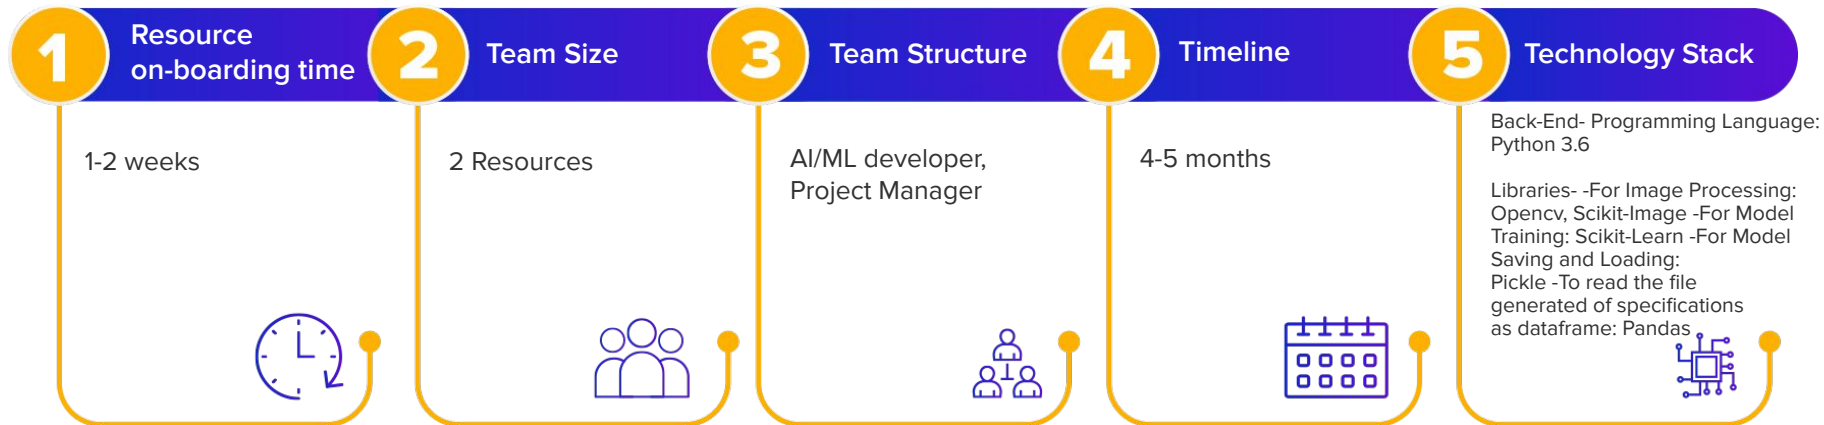 1
Resource
on-boarding time
2
Team Size
3
Team Structure
4
Timeline
5
Technology Stack
1-2 weeks
2 Resources
AI/ML developer,
Project Manager
4-5 months
Back-End- Programming Language:
Python 3.6
Libraries- -For Image Processing:
Opencv, Scikit-Image -For Model
Training: Scikit-Learn -For Model
Saving and Loading:
Pickle -To read the file
generated of specifications
as dataframe: Pandas